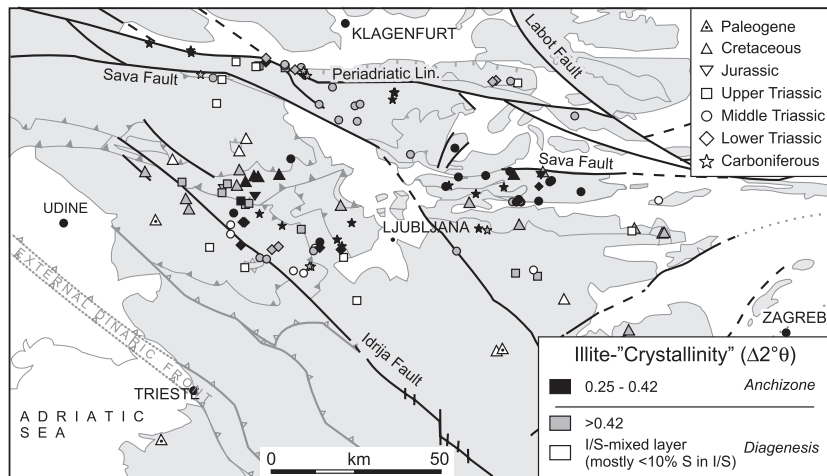 KLAGENFURT
Labot Fault
Sava Fault
Periadriatic Lin.
Paleogene
Cretaceous
Jurassic
Upper Triassic
Middle Triassic
Lower Triassic
Carboniferous
Sava Fault
UDINE
LJUBLJANA
EXTERNAL DINARIC FRONT
ZAGREB
Idrija Fault
TRIESTE
ADRIATIC
SEA
0 km 50
Illite-"Crystallinity" (Δ2°θ)
0.25 - 0.42 Anchizone
>0.42
I/S-mixed layer
(mostly <10% S in I/S) Diagenesis